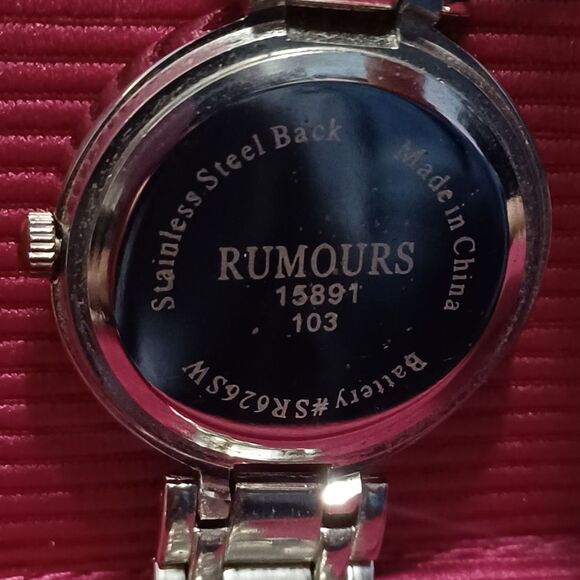 Stainless Steel Back
Made in China
RUMOURS
15891
103
Battery#SR626SW